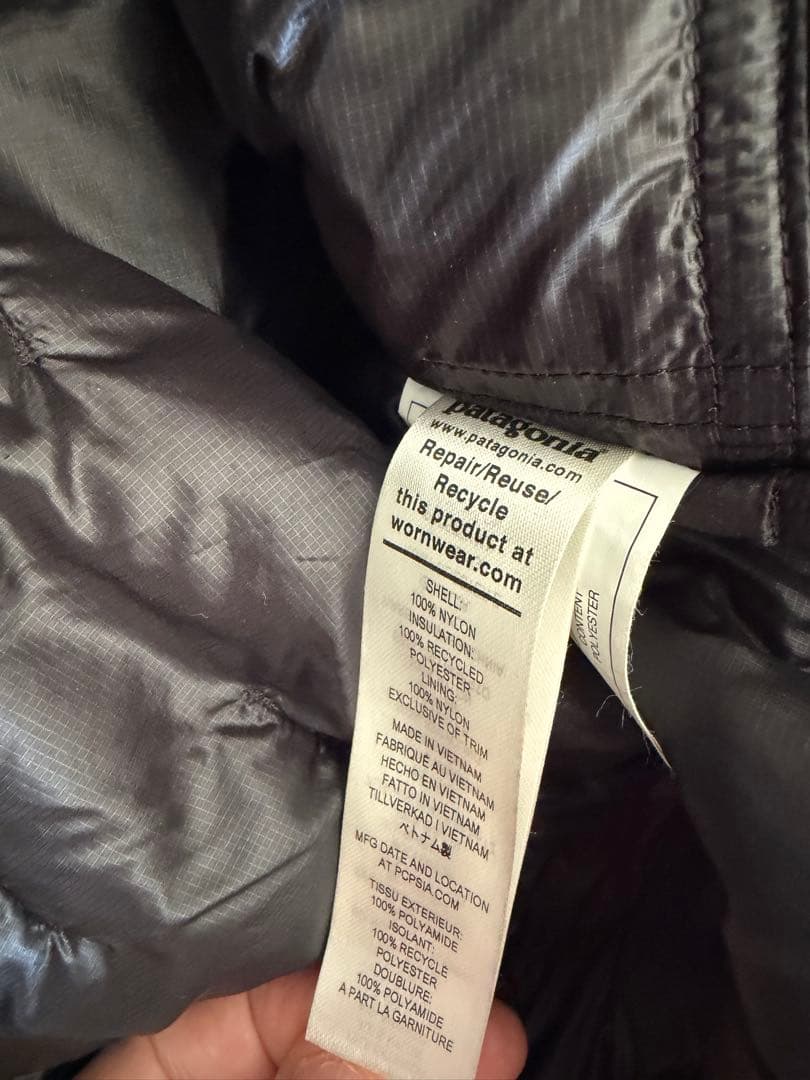 patagonia®
www.patagonia.com
Repair/Reuse/
Recycle
this product at
wornwear.com
SHELL:
100% NYLON
INSULATION:
100% RECYCLED
POLYESTER
LINING:
100% NYLON
EXCLUSIVE OF TRIM
MADE IN VIETNAM
FABRIQUÉ AU VIETNAM
HECHO EN VIETNAM
FATTO IN VIETNAM
TILLVERKAD I VIETNAM
ベトナム製
MFG DATE AND LOCATION
AT PCPSIA.COM
TISSU EXTERIEUR:
100% POLYAMIDE
ISOLANT:
100% RECYCLE
POLYESTER
DOUBLURE:
100% POLYAMIDE
A PART LA GARNITURE
CONTENT
POLYESTER